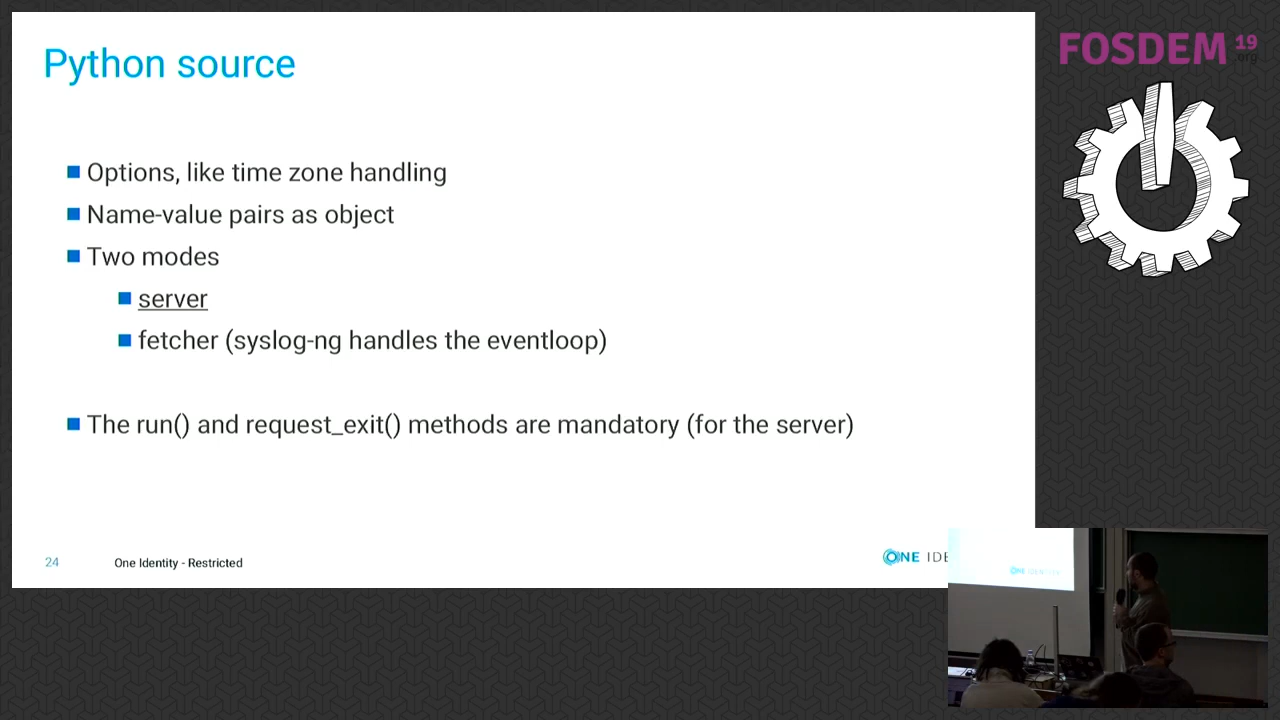 Python source
Options, like time zone handling
Name-value pairs as object
Two modes
server
fetcher (syslog-ng handles the eventloop)
The run() and request_exit() methods are mandatory (for the server)
24
One Identity - Restricted
ONE IDE
FOSDEM 19
.org